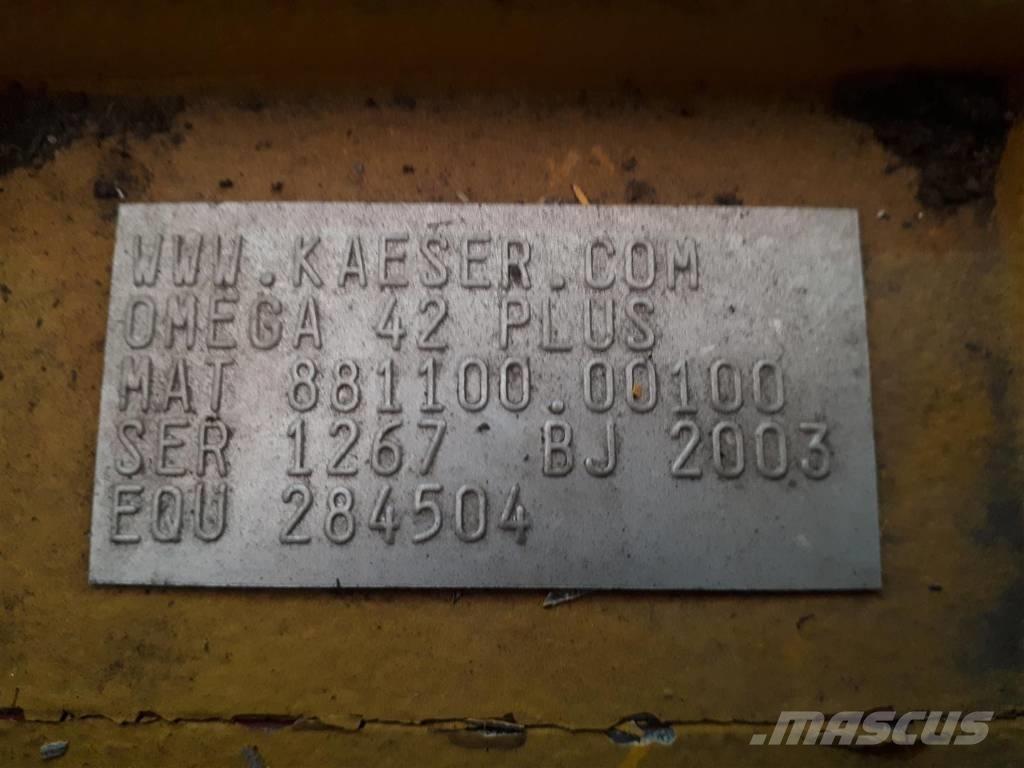 WWW.KAESER.COM
OMEGA 42 PLUS
MAT 881100.00100
SER 1267 BJ 2003
EQU 284504
MASCUS